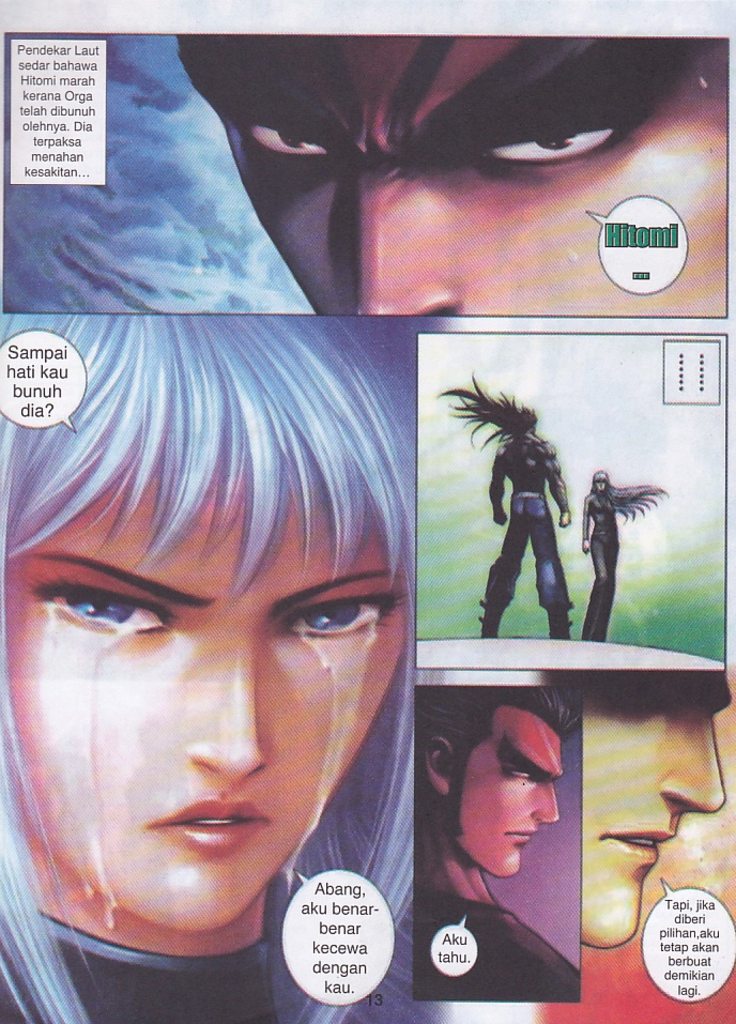 Pendekar Laut
sedar bahawa
Hitomi marah
kerana Orga
telah dibunuh
olehnya. Dia
terpaksa
menahan
kesakitan...
Hitomi
...
Sampai
hati kau
bunuh
dia?
Abang,
aku benar-
benar
kecewa
dengan
kau.
Aku
tahu.
Tapi, jika
diberi
pilihan,aku
tetap akan
berbuat
demikian
lagi.
13